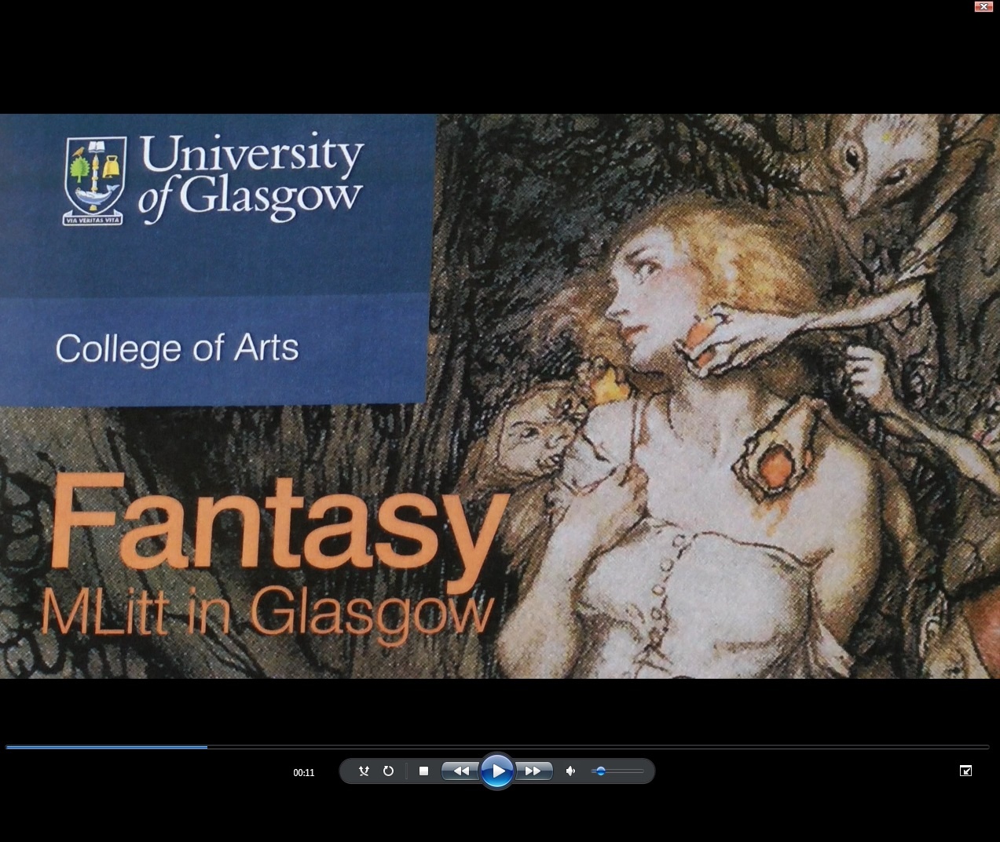 University
of Glasgow
VIA VERITAS VITA
College of Arts
Fantasy
MLitt in Glasgow
00:11